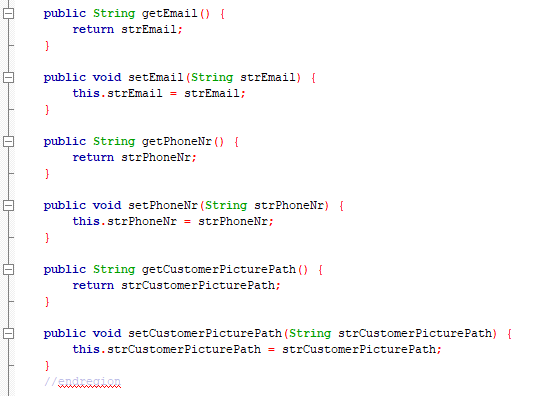 public String getEmail() {
return strEmail;
}
public void setEmail(String strEmail) {
this.strEmail = strEmail;
}
public String getPhoneNr() {
return strPhoneNr;
}
public void setPhoneNr(String strPhoneNr) {
this.strPhoneNr = strPhoneNr;
}
public String getCustomerPicturePath() {
return strCustomerPicturePath;
}
public void setCustomerPicturePath(String strCustomerPicturePath) {
this.strCustomerPicturePath = strCustomerPicturePath;
}
//endregion